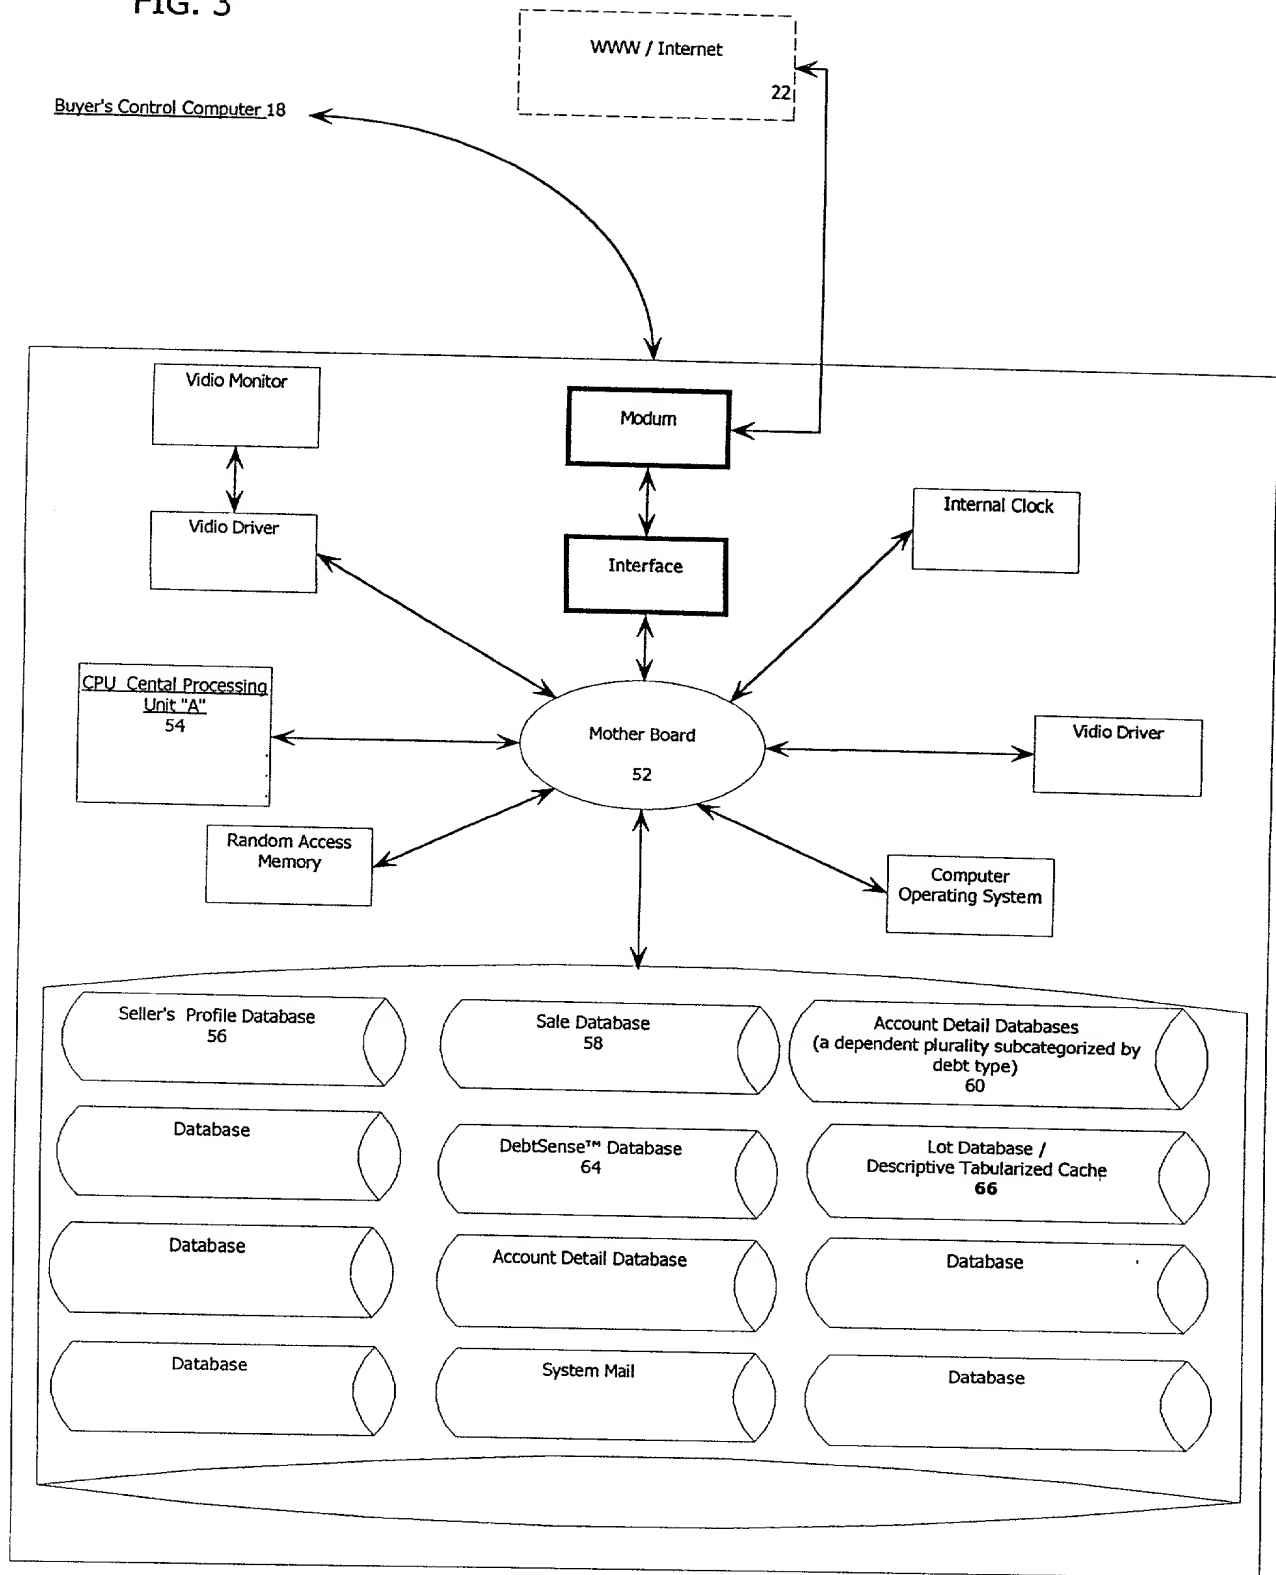 FIG. 3
WWW / Internet
22
Buyer's Control Computer 18
Vidio Monitor
Modum
Vidio Driver
Internal Clock
Interface
CPU Cental Processing
Unit "A"
54
Mother Board
52
Vidio Driver
Random Access
Memory
Computer
Operating System
Seller's Profile Database
56
Sale Database
58
Account Detail Databases
(a dependent plurality subcategorized by
debt type)
60
Database
DebtSense™ Database
64
Lot Database /
Descriptive Tabularized Cache
66
Database
Account Detail Database
Database
Database
System Mail
Database